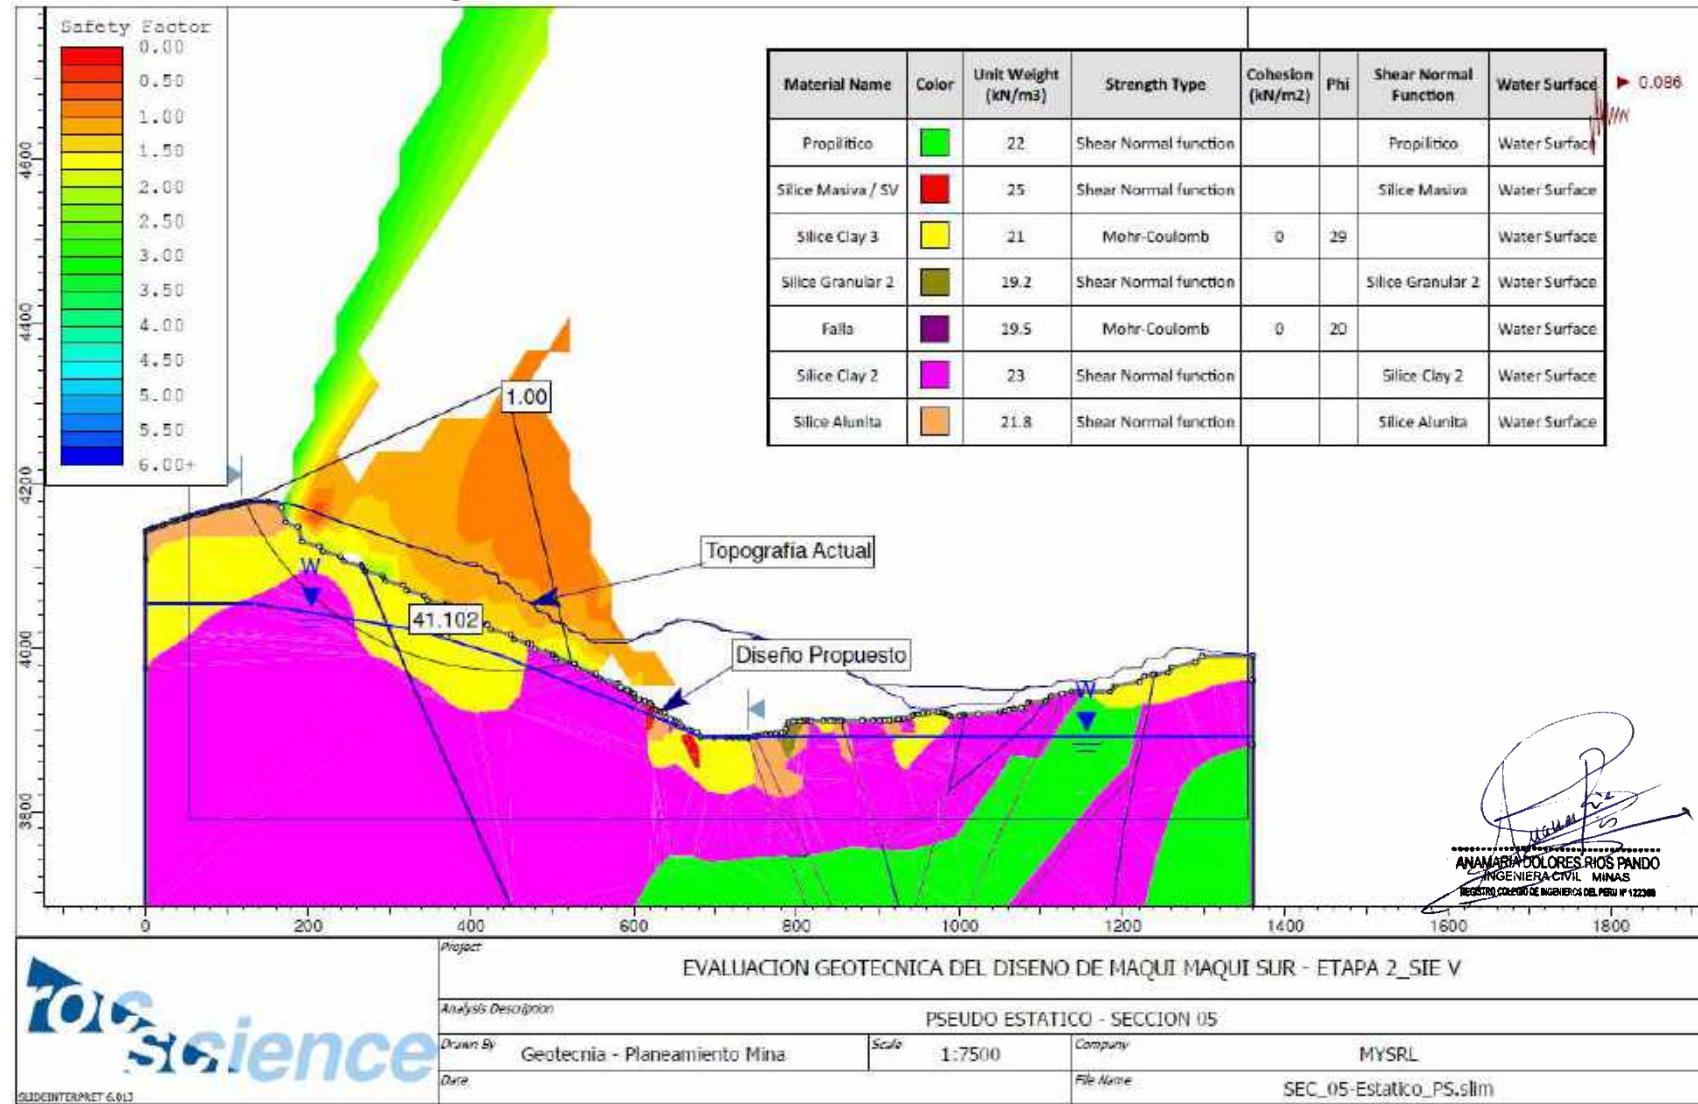 Safety Factor
0.00
0.50
1.00
1.50
2.00
2.50
3.00
3.50
4.00
4.50
5.00
5.50
6.00+
Material Name Color Unit Weight (kN/m3) Strength Type Cohesion (kN/m2) Phi Shear Normal Function Water Surface
Propilitico 22 Shear Normal function Propilitico Water Surface
Silice Masiva / SV 25 Shear Normal function Silice Masiva Water Surface
Silice Clay 3 21 Mohr-Coulomb 0 29 Water Surface
Silice Granular 2 19.2 Shear Normal function Silice Granular 2 Water Surface
Falla 19.5 Mohr-Coulomb 0 20 Water Surface
Silice Clay 2 23 Shear Normal function Silice Clay 2 Water Surface
Silice Alunita 21.8 Shear Normal function Silice Alunita Water Surface
0.086
4600
4400
4200
4000
3800
1.00
Topografía Actual
W
41.102
Diseño Propuesto
W
0 200 400 600 800 1000 1200 1400 1600 1800
ANAMARIA DOLORES RIOS PANDO
INGENIERA CIVIL MINAS
REGISTRO COLEGIO DE INGENIEROS DEL PERU Nº
rocscience
SLIDEINTERPRET 6.013
Project
EVALUACION GEOTECNICA DEL DISENO DE MAQUI MAQUI SUR - ETAPA 2_SIE V
Analysis Description
PSEUDO ESTATICO - SECCION 05
Drawn By Geotecnia - Planeamiento Mina Scale 1:7500 Company MYSRL
Date File Name SEC_05-Estatico_PS.slim